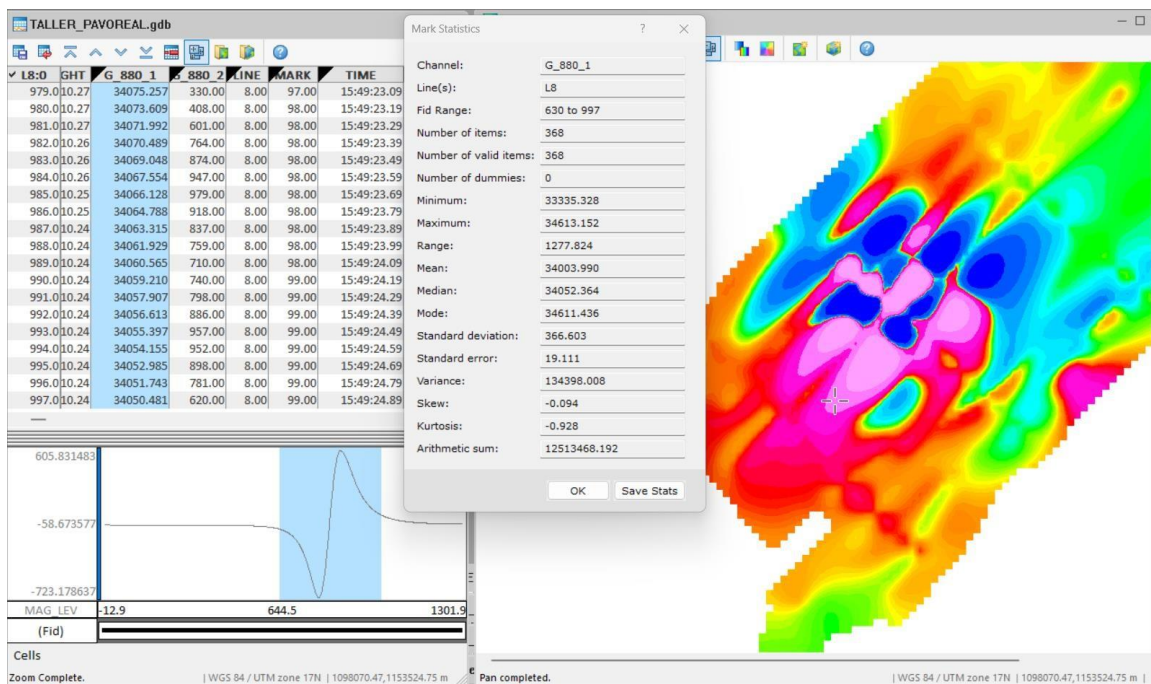 TALLER_PAVOREAL.gdb
L8:0 GHT G_880_1 G_880_2 LINE MARK TIME
979.0 10.27 34075.257 330.00 8.00 97.00 15:49:23.09
980.0 10.27 34073.609 408.00 8.00 98.00 15:49:23.19
981.0 10.27 34071.992 601.00 8.00 98.00 15:49:23.29
982.0 10.26 34070.489 764.00 8.00 98.00 15:49:23.39
983.0 10.26 34069.048 874.00 8.00 98.00 15:49:23.49
984.0 10.26 34067.554 947.00 8.00 98.00 15:49:23.59
985.0 10.25 34066.128 979.00 8.00 98.00 15:49:23.69
986.0 10.25 34064.788 918.00 8.00 98.00 15:49:23.79
987.0 10.24 34063.315 837.00 8.00 98.00 15:49:23.89
988.0 10.24 34061.929 759.00 8.00 98.00 15:49:23.99
989.0 10.24 34060.565 710.00 8.00 98.00 15:49:24.09
990.0 10.24 34059.210 740.00 8.00 99.00 15:49:24.19
991.0 10.24 34057.907 798.00 8.00 99.00 15:49:24.29
992.0 10.24 34056.613 886.00 8.00 99.00 15:49:24.39
993.0 10.24 34055.397 957.00 8.00 99.00 15:49:24.49
994.0 10.24 34054.155 952.00 8.00 99.00 15:49:24.59
995.0 10.24 34052.985 898.00 8.00 99.00 15:49:24.69
996.0 10.24 34051.743 781.00 8.00 99.00 15:49:24.79
997.0 10.24 34050.481 620.00 8.00 99.00 15:49:24.89
605.831483
-58.673577
-723.178637
MAG_LEV -12.9 644.5 1301.9
(Fid)
Cells
Zoom Complete. | WGS 84 / UTM zone 17N | 1098070.47,1153524.75 m
Mark Statistics
Channel: G_880_1
Line(s): L8
Fid Range: 630 to 997
Number of items: 368
Number of valid items: 368
Number of dummies: 0
Minimum: 33335.328
Maximum: 34613.152
Range: 1277.824
Mean: 34003.990
Median: 34052.364
Mode: 34611.436
Standard deviation: 366.603
Standard error: 19.111
Variance: 134398.008
Skew: -0.094
Kurtosis: -0.928
Arithmetic sum: 12513468.192
OK Save Stats
Pan completed. | WGS 84 / UTM zone 17N | 1098070.47,1153524.75 m |